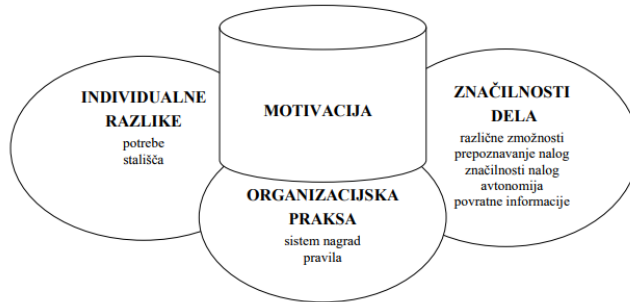 INDIVIDUALNE
RAZLIKE
potrebe
stališča
MOTIVACIJA
ZNAČILNOSTI
DELA
različne zmožnosti
prepoznavanje nalog
značilnosti nalog
avtonomija
povratne informacije
ORGANIZACIJSKA
PRAKSA
sistem nagrad
pravila